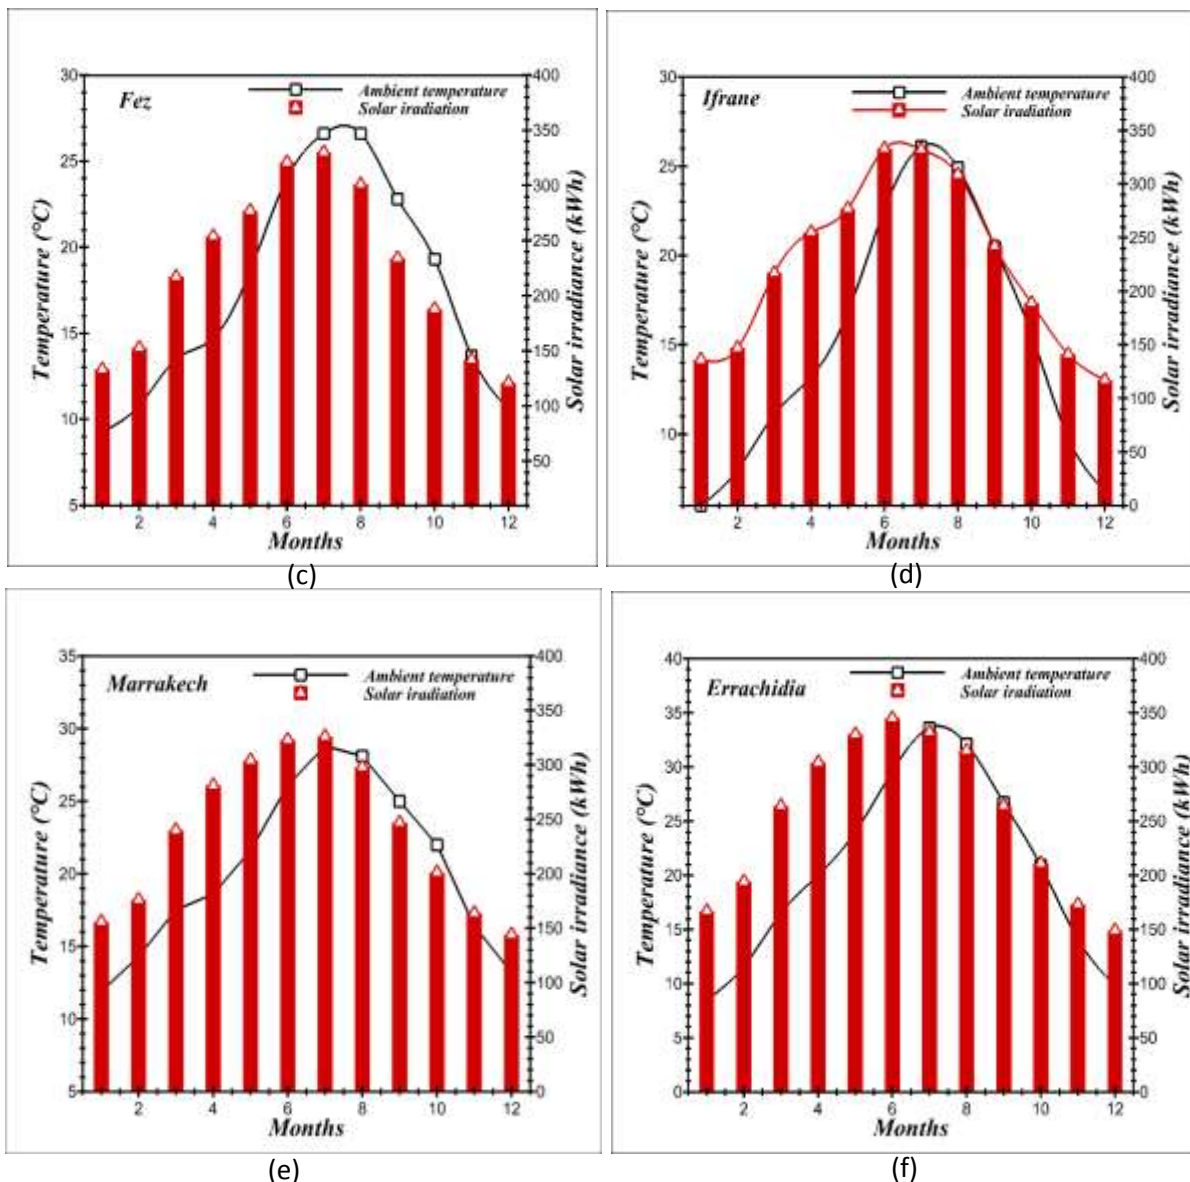 30
25
20
15
10
5
400
350
300
250
200
150
100
50
Fez
Ambient temperature
Solar iradiation
Temperature (°C)
Solar irradiance (kWh)
2 4 6 8 10 12
Months
(c)
30
25
20
15
10
400
350
300
250
200
150
100
50
0
Ifrane
Ambient temperature
Solar iradiation
Temperature (°C)
Solar irradiance (kWh)
2 4 6 8 10 12
Months
(d)
35
30
25
20
15
10
5
400
350
300
250
200
150
100
50
0
Marrakech
Ambient temperature
Solar iradiation
Temperature (°C)
Solar irradiance (kWh)
2 4 6 8 10 12
Months
(e)
40
35
30
25
20
15
10
5
0
400
350
300
250
200
150
100
50
0
Errachidia
Ambient temperature
Solar iradiation
Temperature (°C)
Solar irradiance (kWh)
2 4 6 8 10 12
Months
(f)